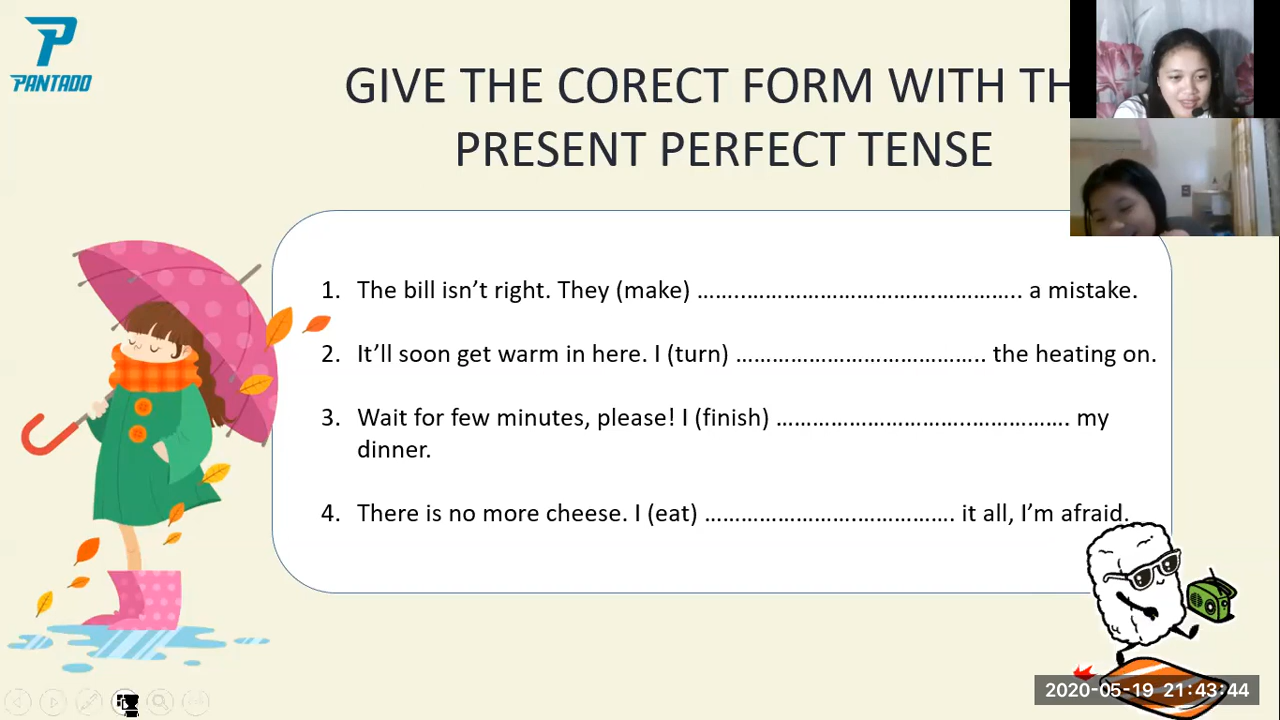 PANTADO
GIVE THE CORECT FORM WITH TH
PRESENT PERFECT TENSE
1. The bill isn’t right. They (make) ……..………………………….………….. a mistake.
2. It’ll soon get warm in here. I (turn) ………………………………….. the heating on.
3. Wait for few minutes, please! I (finish) …………………………..……………. my
dinner.
4. There is no more cheese. I (eat) …………………….……………. it all, I’m afraid.
2020-05-19 21:43:44